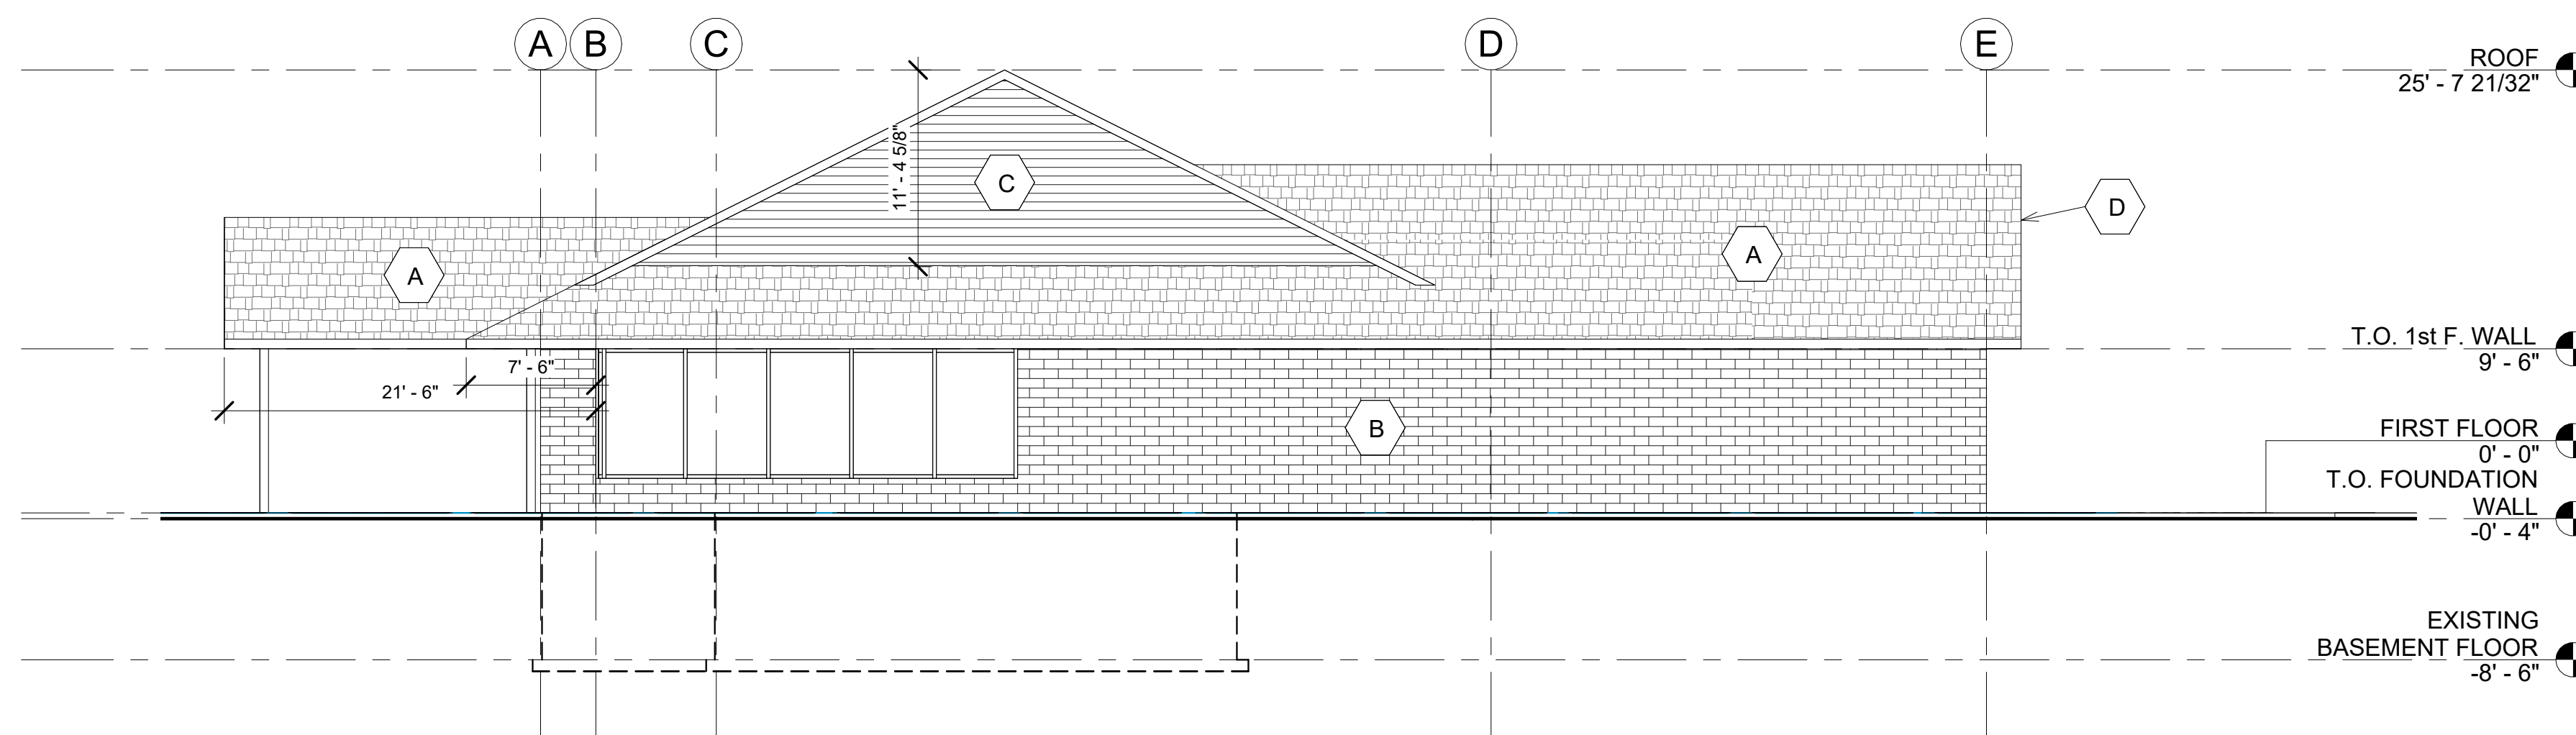 A B C D E
ROOF
25' - 7 21/32"
11' - 4 5/8"
C
D
A
A
T.O. 1st F. WALL
9' - 6"
7' - 6"
21' - 6"
B
FIRST FLOOR
0' - 0"
T.O. FOUNDATION
WALL
-0' - 4"
EXISTING
BASEMENT FLOOR
-8' - 6"